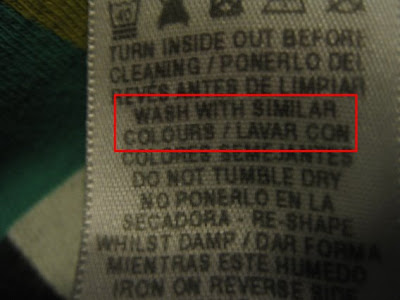 TURN INSIDE OUT BEFORE
CLEANING / PONERLO DEL
REVES ANTES DE LIMPIAR
WASH WITH SIMILAR
COLOURS / LAVAR CON
COLORES SEMEJANTES
DO NOT TUMBLE DRY
NO PONERLO EN LA
SECADORA - RE-SHAPE
WHILST DAMP / DAR FORMA
MIENTRAS ESTE HUMEDO
IRON ON REVERSE SIDE